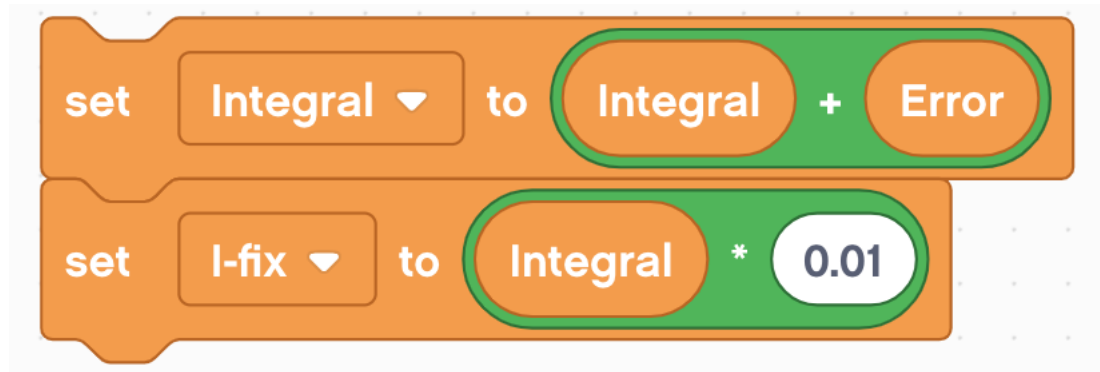 set Integral to Integral + Error
set I-fix to Integral * 0.01